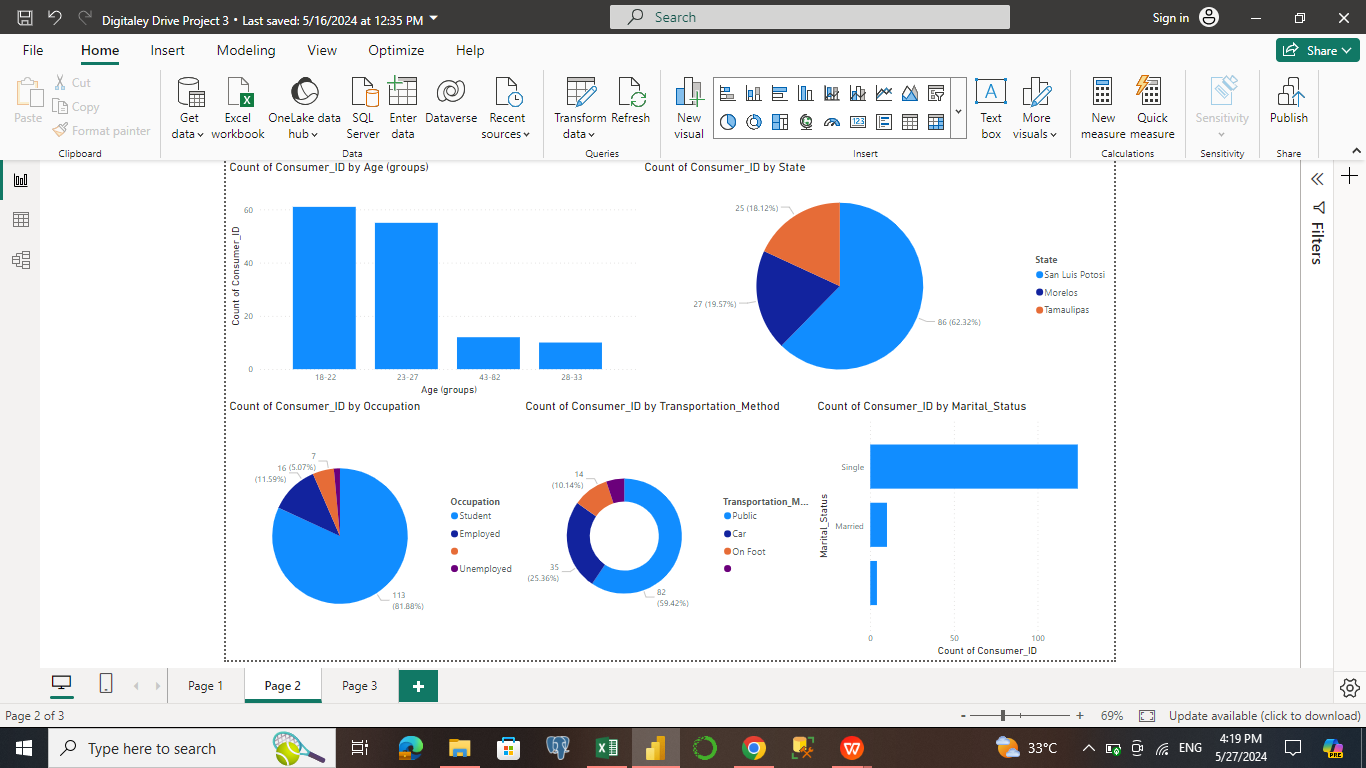 Digitaley Drive Project 3 • Last saved: 5/16/2024 at 12:35 PM
Search
Sign in
File Home Insert Modeling View Optimize Help
Share
Paste
Cut
Copy
Format painter
Clipboard
Get data
Excel workbook
OneLake data hub
SQL Server
Enter data
Dataverse
Recent sources
Data
Transform data
Refresh
Queries
New visual
123
A
Text box
More visuals
Insert
New measure
Quick measure
Calculations
Sensitivity
Sensitivity
Publish
Share
Count of Consumer_ID by Age (groups)
Count of Consumer_ID
60
40
20
0
18-22
23-27
43-82
28-33
Age (groups)
Count of Consumer_ID by State
25 (18.12%)
27 (19.57%)
86 (62.32%)
State
San Luis Potosi
Morelos
Tamaulipas
Filters
Count of Consumer_ID by Occupation
7
(5.07%)
16
(11.59%)
113
(81.88%)
Occupation
Student
Employed
Unemployed
Count of Consumer_ID by Transportation_Method
14
(10.14%)
35
(25.36%)
82
(59.42%)
Transportation_M...
Public
Car
On Foot
Count of Consumer_ID by Marital_Status
Marital_Status
Single
Married
0
50
100
Count of Consumer_ID
Page 1
Page 2
Page 3
+
Page 2 of 3
- + 69%
Update available (click to download)
Type here to search
W
33°C
ENG
4:19 PM
5/27/2024
PRE